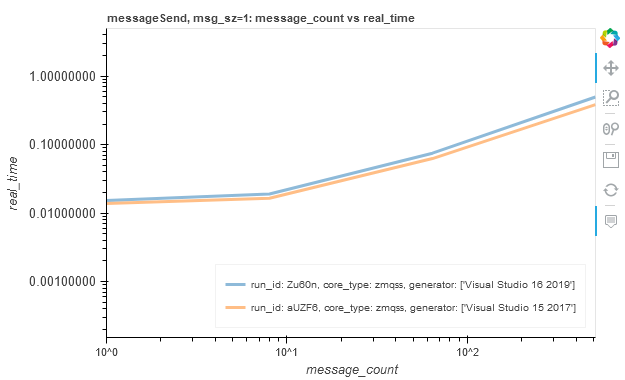 messageSend, msg_sz=1: message_count vs real_time
1.00000000
0.10000000
0.01000000
0.00100000
real_time
run_id: Zu60n, core_type: zmqss, generator: ['Visual Studio 16 2019']
run_id: aUZF6, core_type: zmqss, generator: ['Visual Studio 15 2017']
10^0
10^1
10^2
message_count